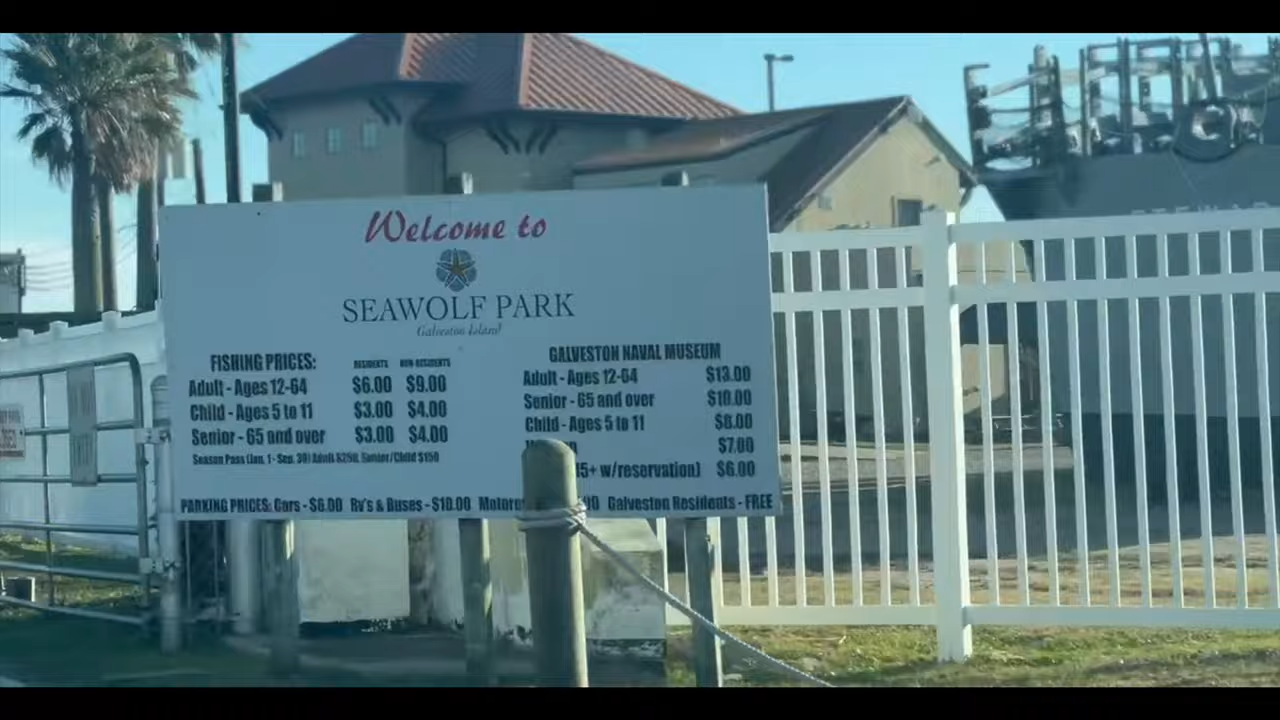 Welcome to
SEAWOLF PARK
Galveston Island
FISHING PRICES: RESIDENTS NON-RESIDENTS
Adult - Ages 12-64 $6.00 $9.00
Child - Ages 5 to 11 $3.00 $4.00
Senior - 65 and over $3.00 $4.00
Season Pass (Jan. 1 - Sep. 30) Adult $250, Senior/Child $150
GALVESTON NAVAL MUSEUM
Adult - Ages 12-64 $13.00
Senior - 65 and over $10.00
Child - Ages 5 to 11 $8.00
$7.00
15+ w/reservation) $6.00
PARKING PRICES: Cars - $6.00 Rv's & Buses - $10.00 Galveston Residents - FREE